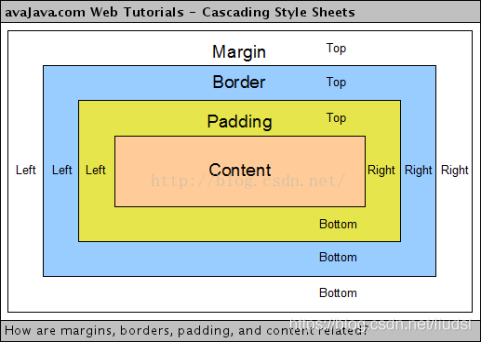 avaJava.com Web Tutorials - Cascading Style Sheets
Margin Top
Border Top
Padding Top
Left Left Left Content Right Right Right
http://blog.csdn.net/
Bottom
Bottom
Bottom
https://blog.csdn.net/liudsl
How are margins, borders, padding, and content related?